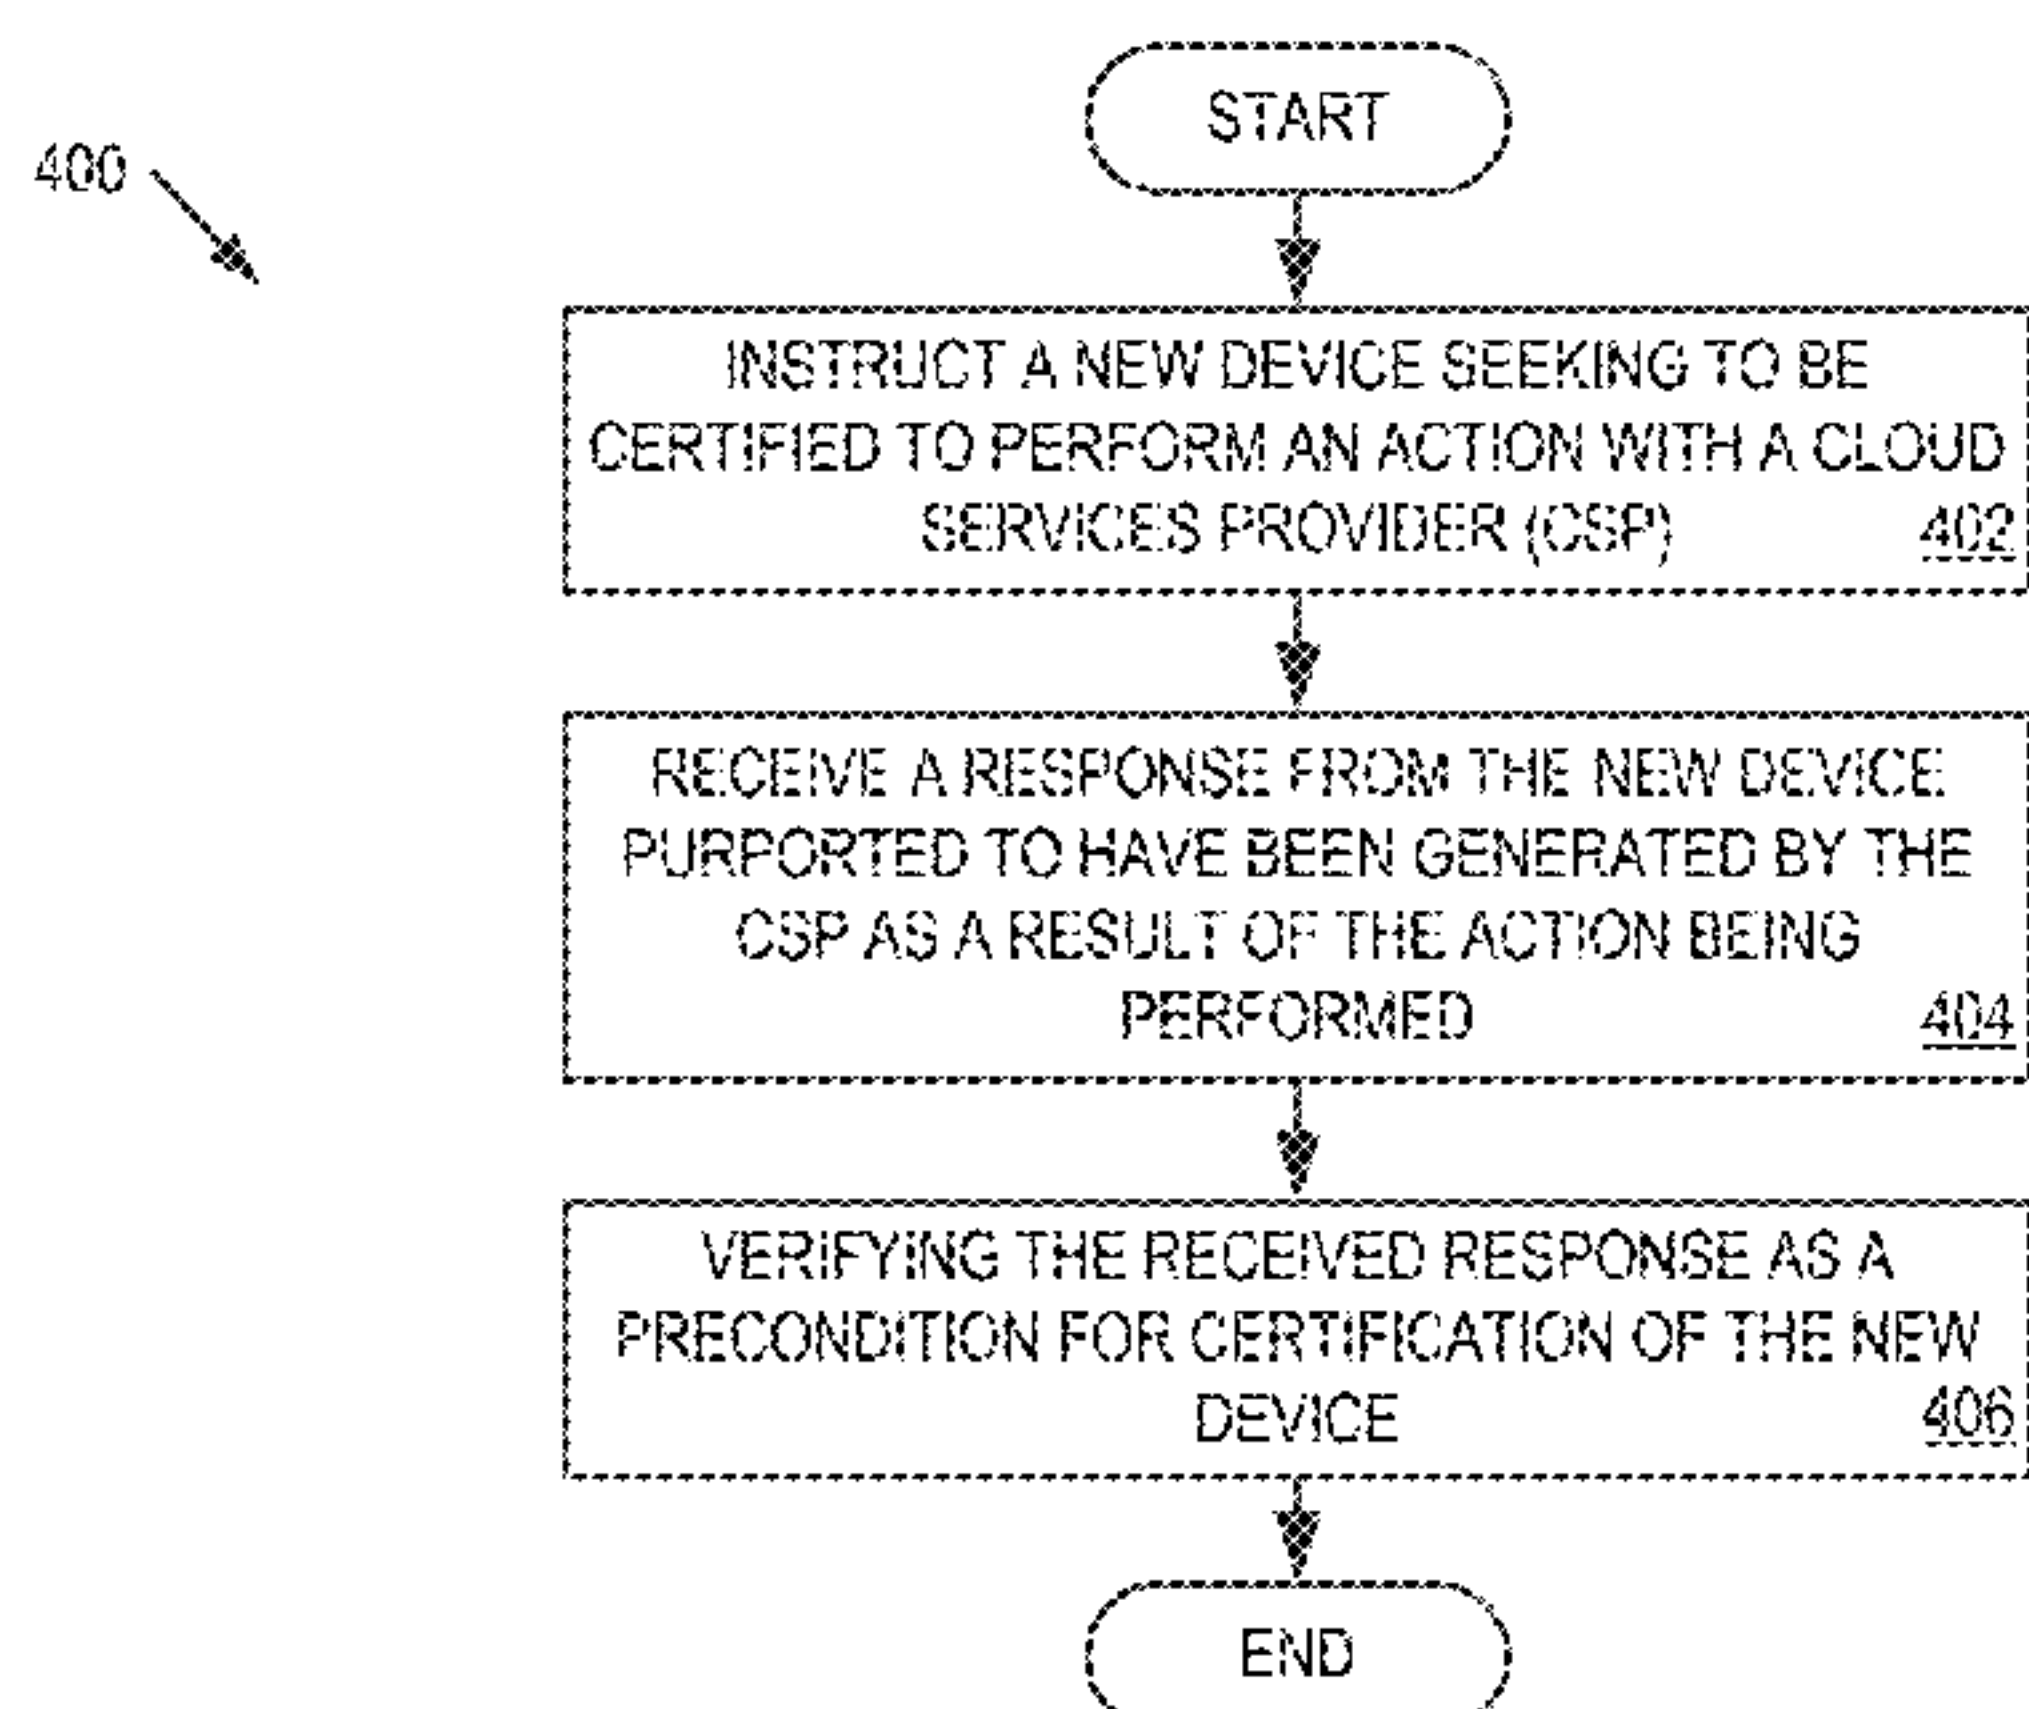 START
400
INSTRUCT A NEW DEVICE SEEKING TO BE
CERTIFIED TO PERFORM AN ACTION WITH A CLOUD
SERVICES PROVIDER (CSP) 402
RECEIVE A RESPONSE FROM THE NEW DEVICE
PURPORTED TO HAVE BEEN GENERATED BY THE
CSP AS A RESULT OF THE ACTION BEING
PERFORMED 404
VERIFYING THE RECEIVED RESPONSE AS A
PRECONDITION FOR CERTIFICATION OF THE NEW
DEVICE 406
END